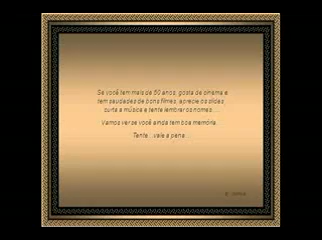 Se você tem mais de 50 anos, gosta de cinema e
tem saudades de bons filmes, aprecie os slides,
curta a música e tente lembrar os nomes....
Vamos ver se você ainda tem boa memória.
Tente...vale a pena...